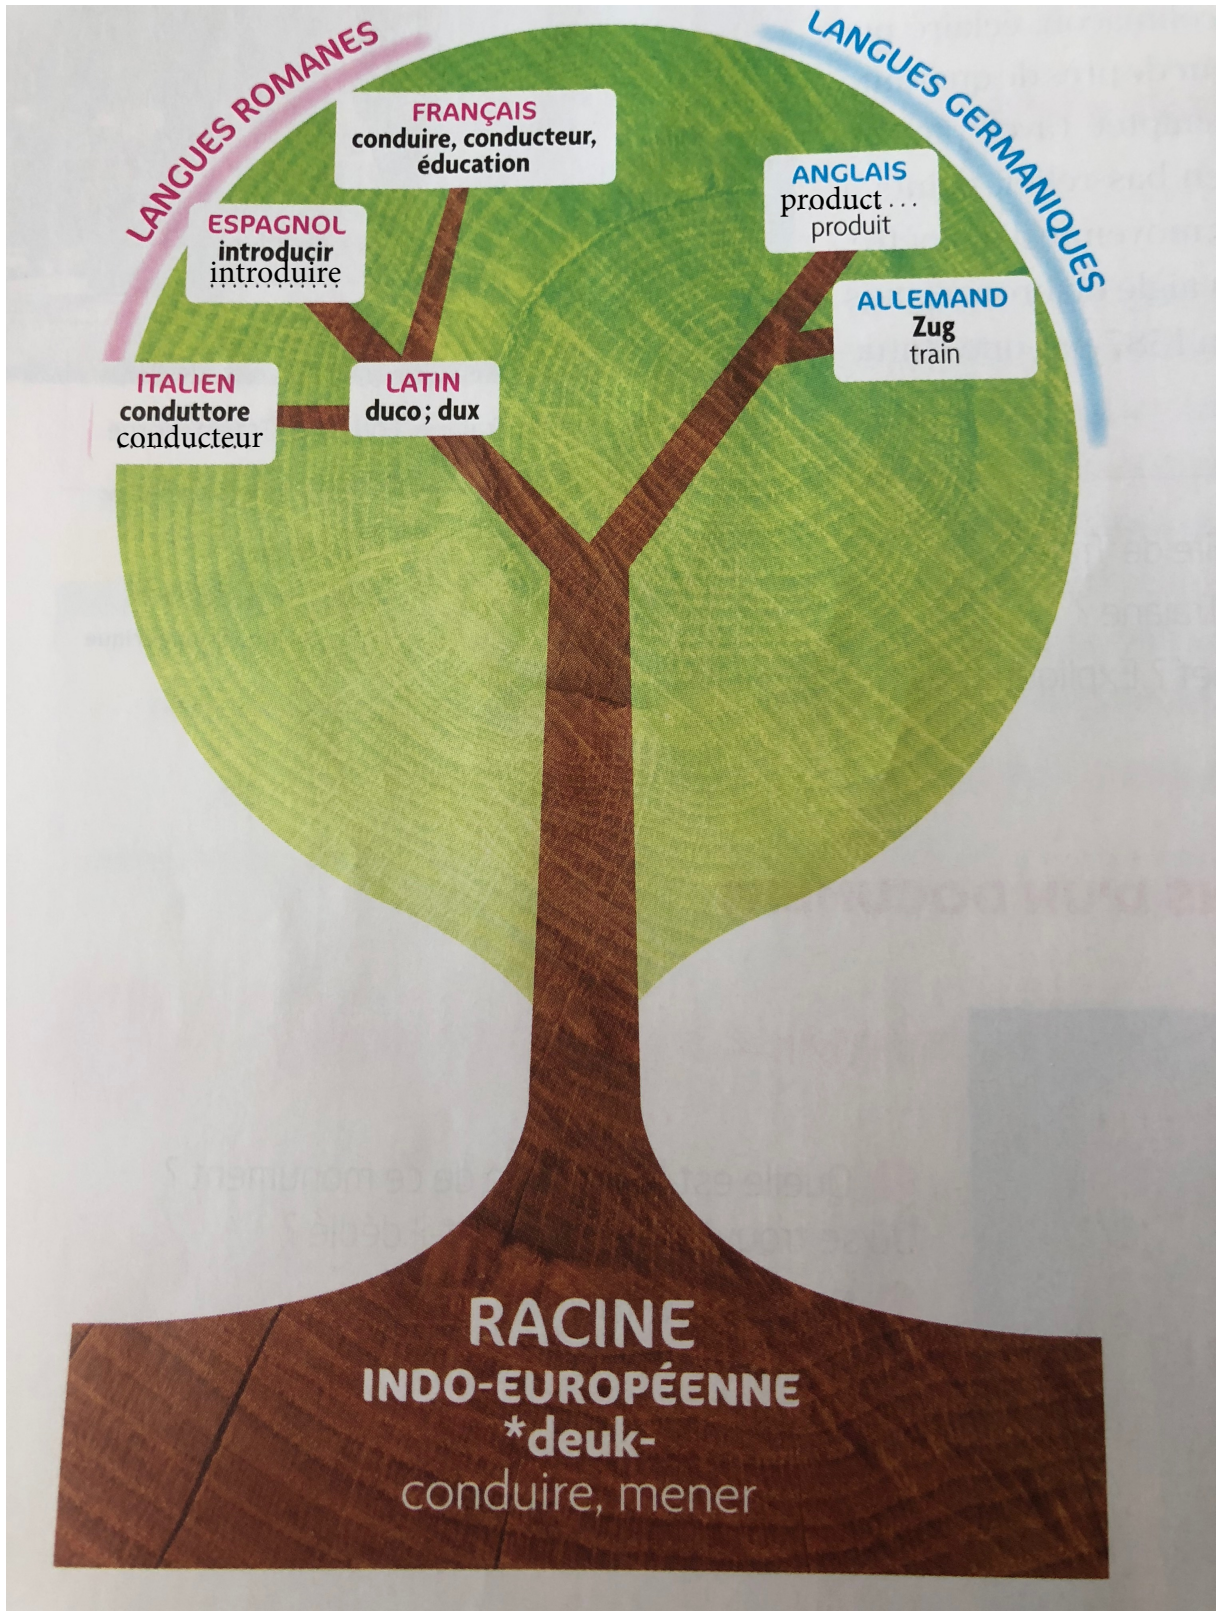 LANGUES ROMANES
LANGUES GERMANIQUES
FRANÇAIS
conduire, conducteur,
éducation
ESPAGNOL
introducir
introduire
ITALIEN
conduttore
conducteur
LATIN
duco ; dux
ANGLAIS
product ...
produit
ALLEMAND
Zug
train
RACINE
INDO-EUROPÉENNE
*deuk-
conduire, mener